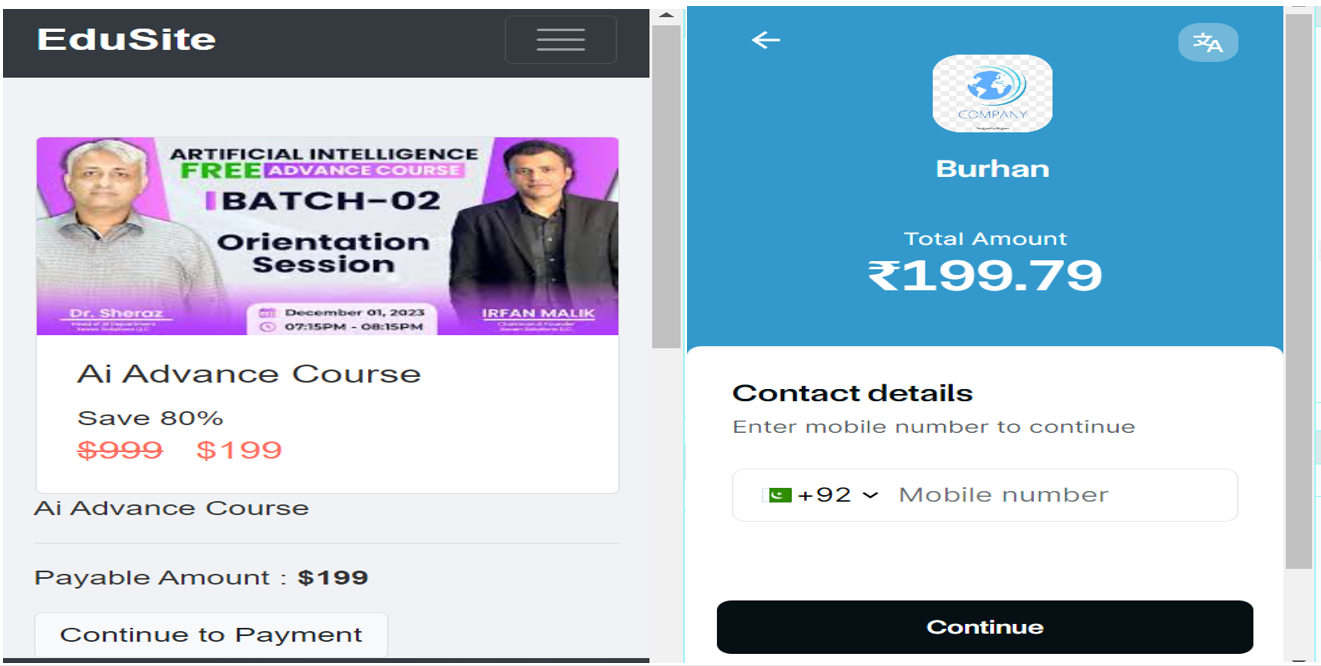 EduSite
ARTIFICIAL INTELLIGENCE
FREE ADVANCE COURSE
BATCH-02
Orientation
Session
Dr. Sheraz
December 01, 2023
07:15PM - 08:15PM
IRFAN MALIK
Ai Advance Course
Save 80%
$999 $199
Ai Advance Course
Payable Amount : $199
Continue to Payment
文A
COMPANY
Burhan
Total Amount
₹199.79
Contact details
Enter mobile number to continue
+92 Mobile number
Continue